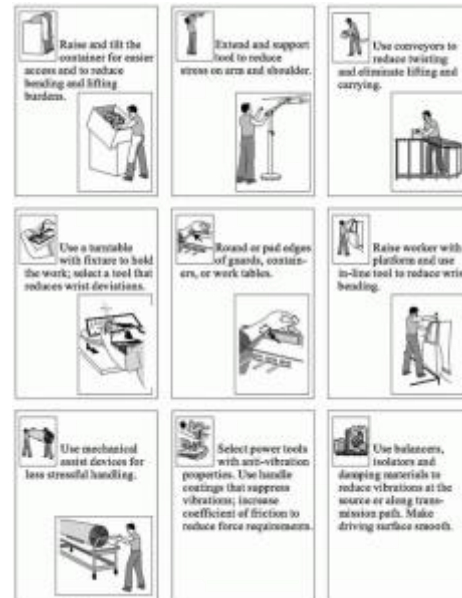 Raise and tilt the
container for easier
access and to reduce
bending and lifting
burdens.
Extend and support
tool to reduce
stress on arm and shoulder.
Use conveyors to
reduce twisting
and eliminate lifting and
carrying.
Use a turntable
with fixture to hold
the work; select a tool that
reduces wrist deviations.
Round or pad edges
of guards, contain-
ers, or work tables.
Raise worker with
platform and use
in-line tool to reduce wris
bending.
Use mechanical
assist devices for
less stressful handling.
Select power tools
with anti-vibration
properties. Use handle
coatings that suppress
vibrations; increase
coefficient of friction to
reduce force requirements.
Use balancers,
isolators and
damping materials to
reduce vibrations at the
source or along trans-
mission path. Make
driving surface smooth.